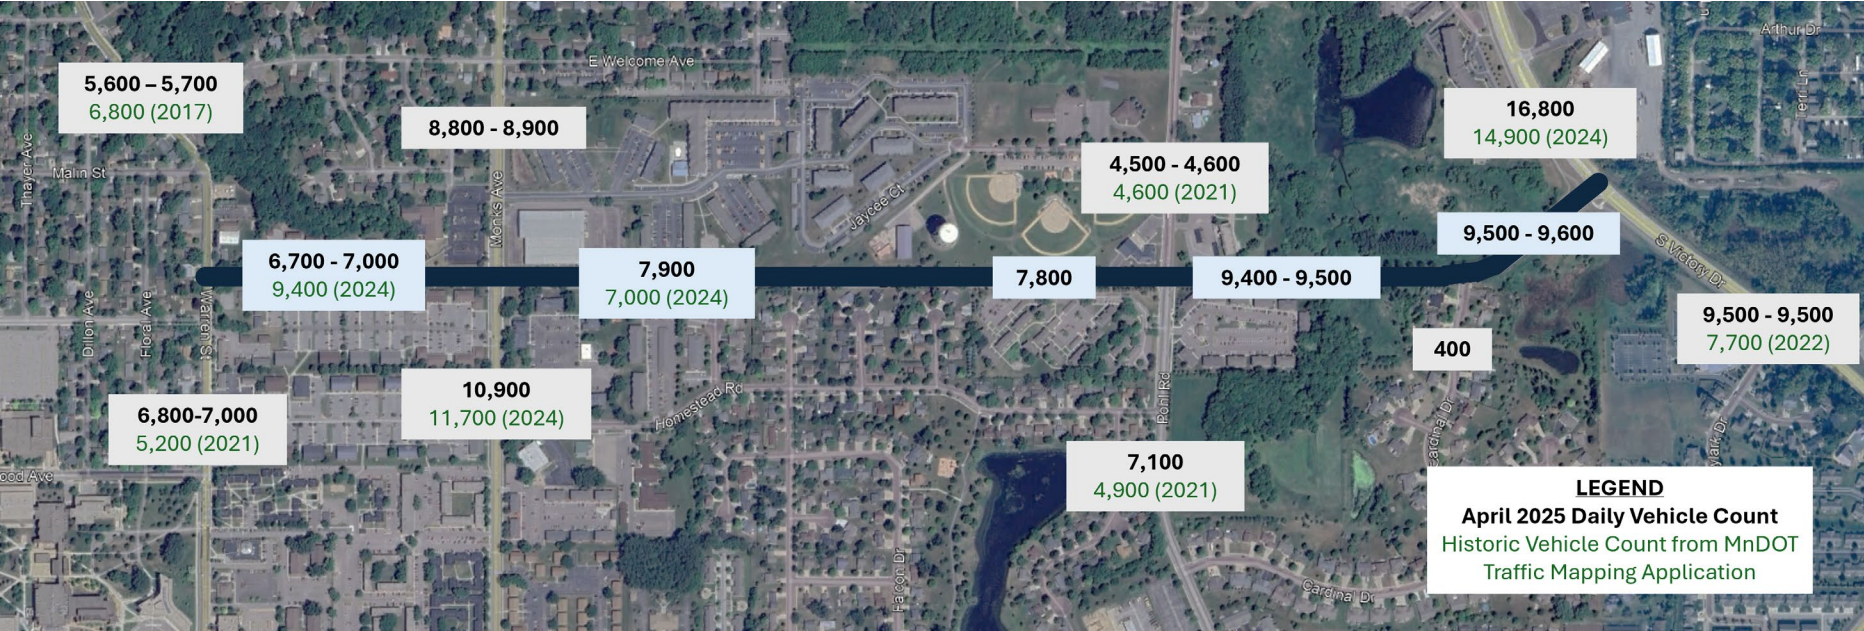 Arthur Dr
E Welcome Ave
5,600 – 5,700
6,800 (2017)
Terri Ln
16,800
14,900 (2024)
8,800 - 8,900
Thayer Ave
Malin St
4,500 - 4,600
4,600 (2021)
Monks Ave
Jaycee Ct
9,500 - 9,600
S Victory Dr
6,700 - 7,000
9,400 (2024)
7,900
7,000 (2024)
7,800
9,400 - 9,500
Dillon Ave
Floral Ave
Warren St
9,500 - 9,500
7,700 (2022)
400
10,900
11,700 (2024)
Homestead Rd
Pohl Rd
6,800-7,000
5,200 (2021)
Cardinal Dr
ylark Dr
ood Ave
7,100
4,900 (2021)
LEGEND
April 2025 Daily Vehicle Count
Historic Vehicle Count from MnDOT
Traffic Mapping Application
Falcon Dr
Cardinal Dr